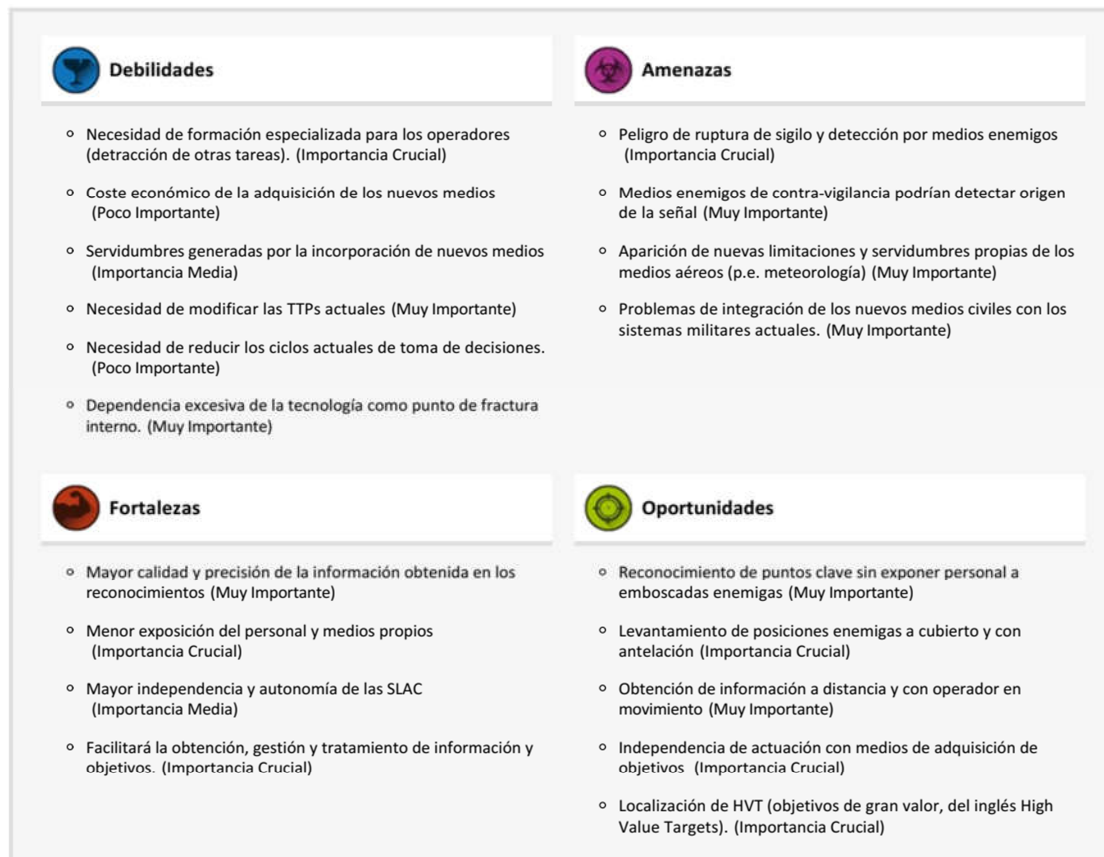 Debilidades
Necesidad de formación especializada para los operadores
(detracción de otras tareas). (Importancia Crucial)
Coste económico de la adquisición de los nuevos medios
(Poco Importante)
Servidumbres generadas por la incorporación de nuevos medios
(Importancia Media)
Necesidad de modificar las TTPs actuales (Muy Importante)
Necesidad de reducir los ciclos actuales de toma de decisiones.
(Poco Importante)
Dependencia excesiva de la tecnología como punto de fractura
interno. (Muy Importante)
Amenazas
Peligro de ruptura de sigilo y detección por medios enemigos
(Importancia Crucial)
Medios enemigos de contra-vigilancia podrían detectar origen
de la señal (Muy Importante)
Aparición de nuevas limitaciones y servidumbres propias de los
medios aéreos (p.e. meteorología) (Muy Importante)
Problemas de integración de los nuevos medios civiles con los
sistemas militares actuales. (Muy Importante)
Fortalezas
Mayor calidad y precisión de la información obtenida en los
reconocimientos (Muy Importante)
Menor exposición del personal y medios propios
(Importancia Crucial)
Mayor independencia y autonomía de las SLAC
(Importancia Media)
Facilitará la obtención, gestión y tratamiento de información y
objetivos. (Importancia Crucial)
Oportunidades
Reconocimiento de puntos clave sin exponer personal a
emboscadas enemigas (Muy Importante)
Levantamiento de posiciones enemigas a cubierto y con
antelación (Importancia Crucial)
Obtención de información a distancia y con operador en
movimiento (Muy Importante)
Independencia de actuación con medios de adquisición de
objetivos (Importancia Crucial)
Localización de HVT (objetivos de gran valor, del inglés High
Value Targets). (Importancia Crucial)